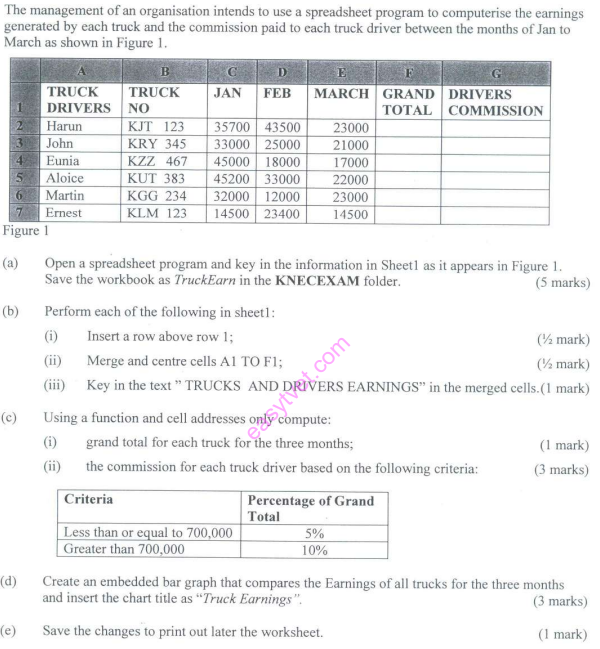 The management of an organisation intends to use a spreadsheet program to computerise the earnings
generated by each truck and the commission paid to each truck driver between the months of Jan to
March as shown in Figure 1.
A B C D E F G
1 TRUCK DRIVERS TRUCK NO JAN FEB MARCH GRAND TOTAL DRIVERS COMMISSION
2 Harun KJT 123 35700 43500 23000
3 John KRY 345 33000 25000 21000
4 Eunia KZZ 467 45000 18000 17000
5 Aloice KUT 383 45200 33000 22000
6 Martin KGG 234 32000 12000 23000
7 Ernest KLM 123 14500 23400 14500
Figure 1
(a) Open a spreadsheet program and key in the information in Sheet1 as it appears in Figure 1.
Save the workbook as TruckEarn in the KNECEXAM folder. (5 marks)
(b) Perform each of the following in sheet1:
(i) Insert a row above row 1; (½ mark)
(ii) Merge and centre cells A1 TO F1; (½ mark)
(iii) Key in the text " TRUCKS AND DRIVERS EARNINGS" in the merged cells.(1 mark)
(c) Using a function and cell addresses only compute:
(i) grand total for each truck for the three months; (1 mark)
(ii) the commission for each truck driver based on the following criteria: (3 marks)
Criteria Percentage of Grand Total
Less than or equal to 700,000 5%
Greater than 700,000 10%
(d) Create an embedded bar graph that compares the Earnings of all trucks for the three months
and insert the chart title as "Truck Earnings". (3 marks)
(e) Save the changes to print out later the worksheet. (1 mark)
easytvet.com